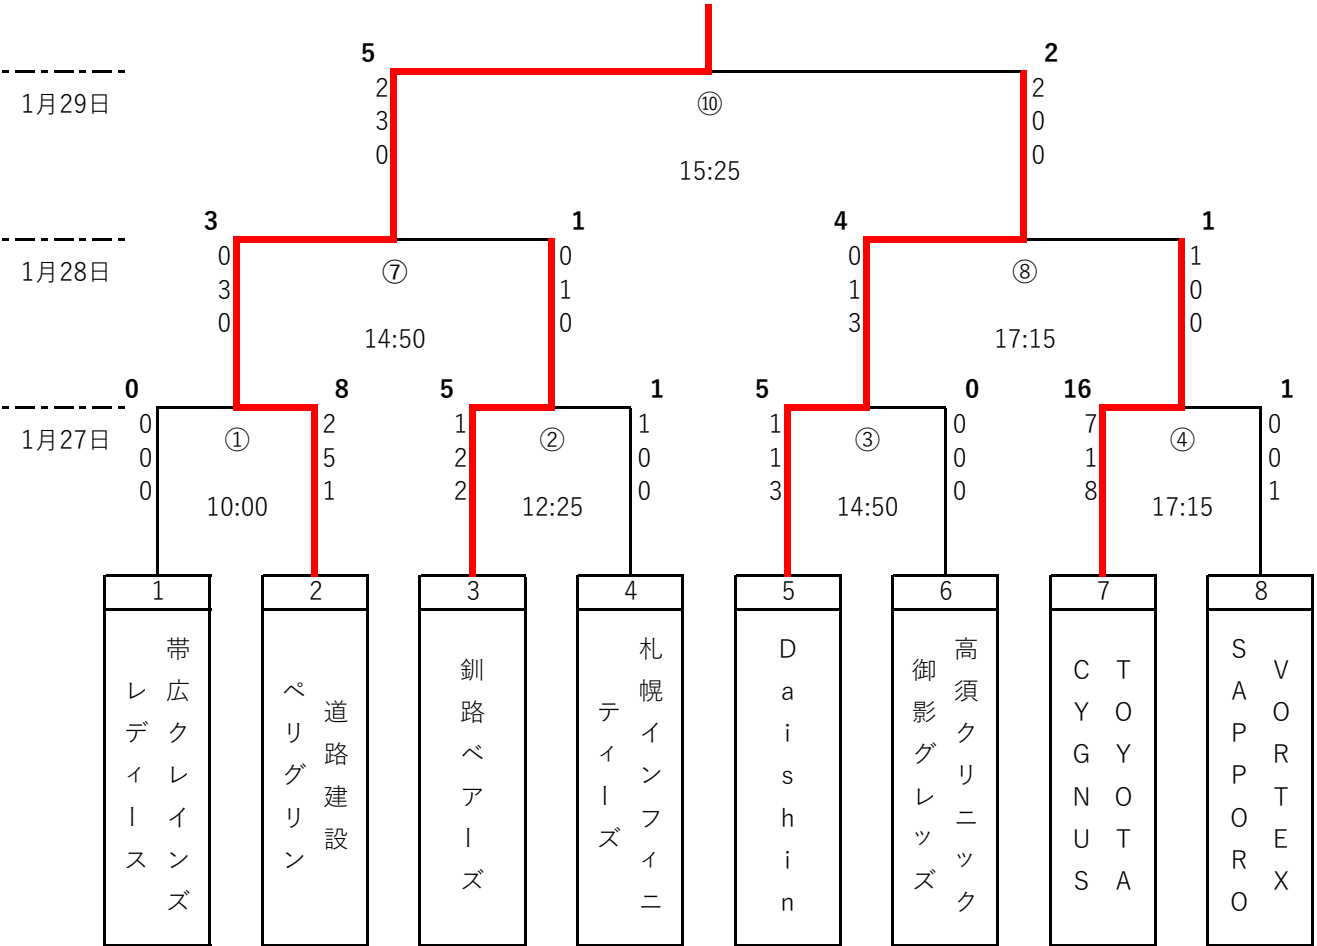 5 2
1月29日
2 2
3 ⑩ 0
0 0
15:25
3 1 4 1
1月28日
0 0 0 1
3 ⑦ 1 1 ⑧ 0
0 0 3 0
14:50 17:15
0 8 5 1 5 0 16 1
1月27日
0 2 1 1 1 0 7 0
0 ① 5 2 ② 0 1 ③ 0 1 ④ 0
0 1 2 0 3 0 8 1
10:00 12:25 14:50 17:15
1 2 3 4 5 6 7 8
帯広クレインズ
レディース
道路建設
ペリグリン
釧路ベアーズ
札幌インフィニ
ティーズ
Daishin
高須クリニック
御影グレッズ
TOYOTA
CYGNUS
VORTEX
SAPPORO